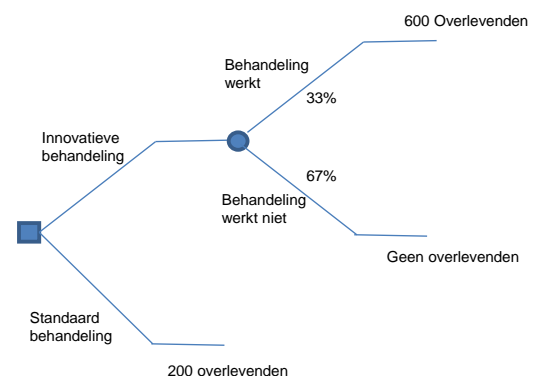 600 Overlevenden
Behandeling
werkt
33%
Innovatieve
behandeling
67%
Behandeling
werkt niet
Geen overlevenden
Standaard
behandeling
200 overlevenden